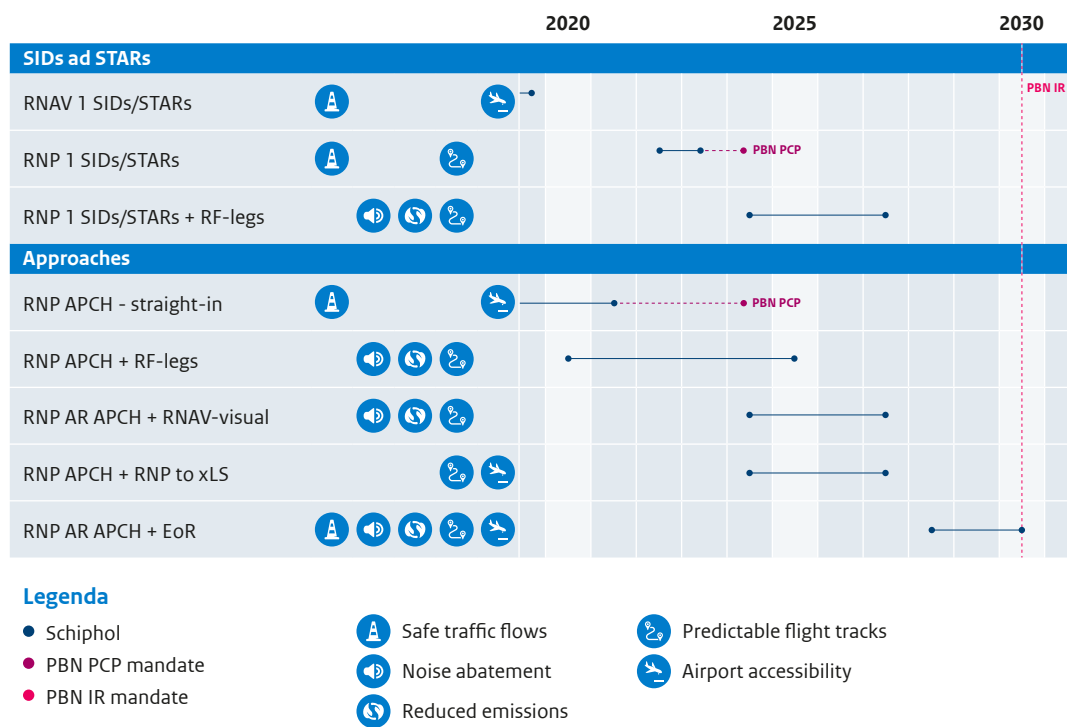 2020 2025 2030
SIDs ad STARs
RNAV 1 SIDs/STARs
PBN IR
RNP 1 SIDs/STARs PBN PCP
RNP 1 SIDs/STARs + RF-legs
Approaches
RNP APCH - straight-in PBN PCP
RNP APCH + RF-legs
RNP AR APCH + RNAV-visual
RNP APCH + RNP to xLS
RNP AR APCH + EoR
Legenda
Schiphol
PBN PCP mandate
PBN IR mandate
Safe traffic flows
Noise abatement
Reduced emissions
Predictable flight tracks
Airport accessibility